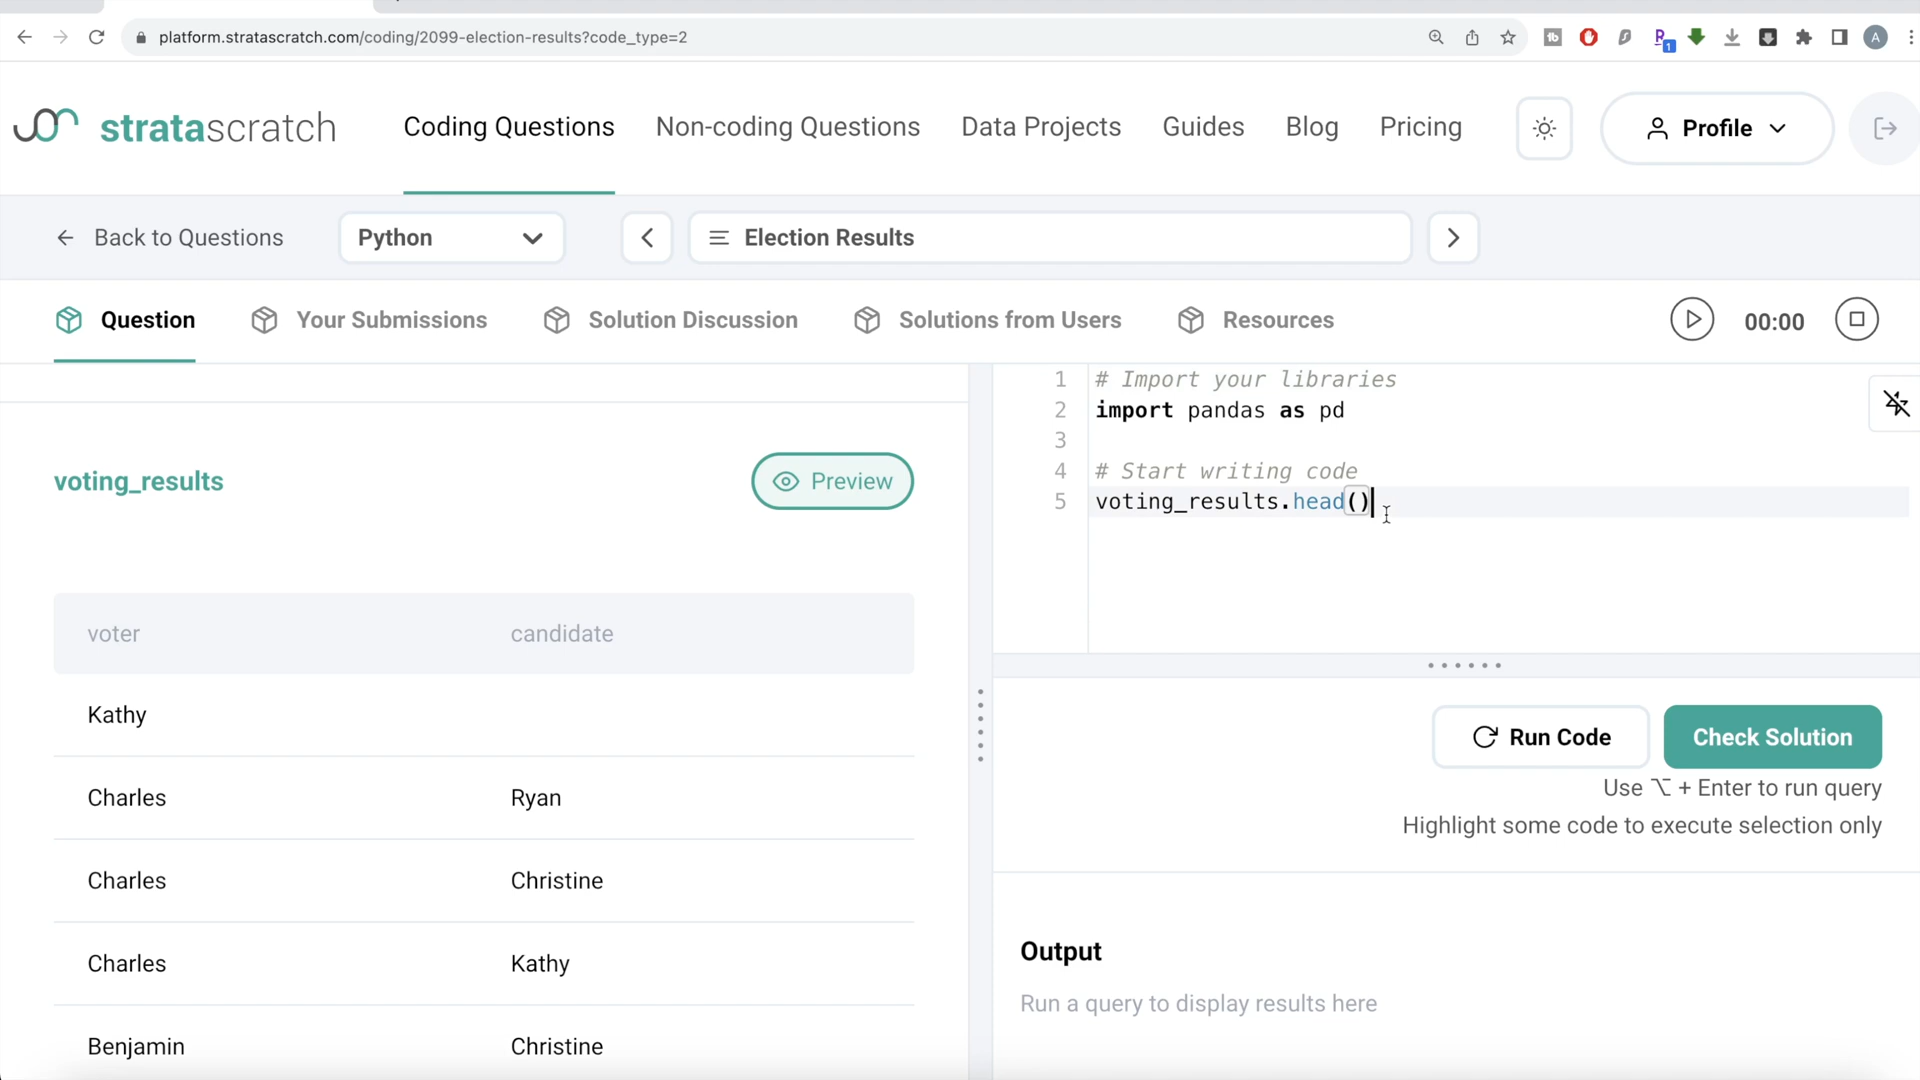 platform.stratascratch.com/coding/2099-election-results?code_type=2
1
A
stratascratch
Coding Questions
Non-coding Questions
Data Projects
Guides
Blog
Pricing
Profile
Back to Questions
Python
Election Results
Question
Your Submissions
Solution Discussion
Solutions from Users
Resources
00:00
voting_results
Preview
voter candidate
Kathy
Charles Ryan
Charles Christine
Charles Kathy
Benjamin Christine
1 # Import your libraries
2 import pandas as pd
3
4 # Start writing code
5 voting_results.head()
Run Code
Check Solution
Use ⌥ + Enter to run query
Highlight some code to execute selection only
Output
Run a query to display results here